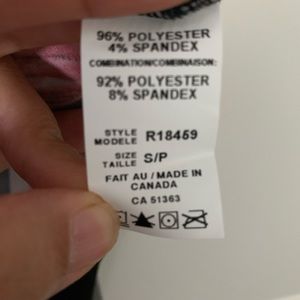 96% POLYESTER
4% SPANDEX
COMBINATION/COMBINAISON:
92% POLYESTER
8% SPANDEX
STYLE
MODELE R18459
SIZE
TAILLE S/P
FAIT AU / MADE IN
CANADA
CA 51363